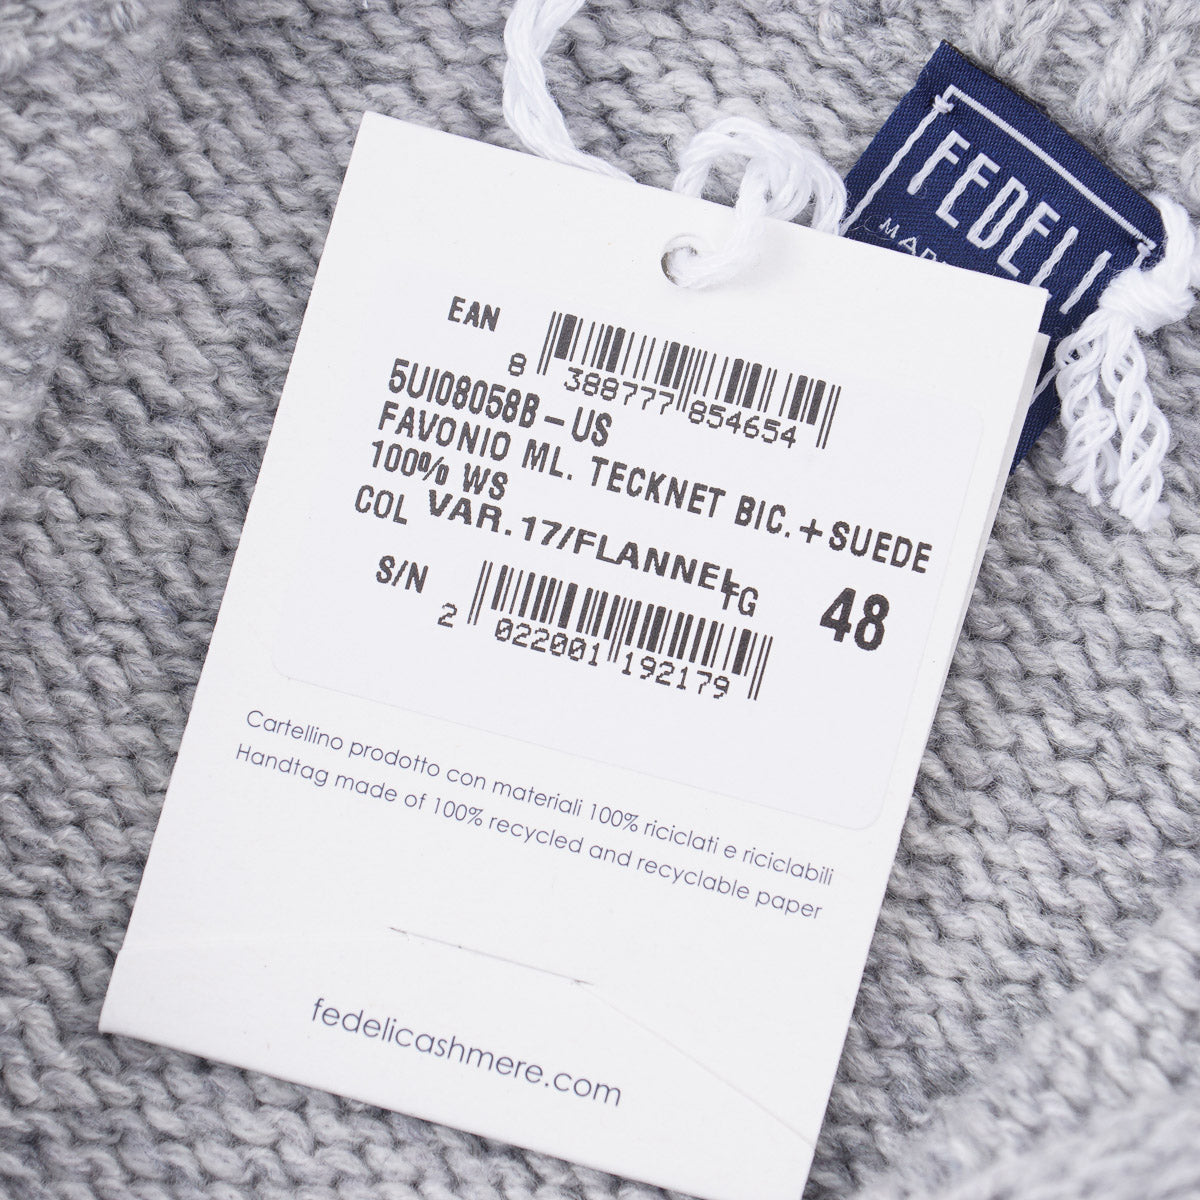 FEDELI
EAN
8 388777 854654
5UI08058B-US
FAVONIO ML. TECKNET BIC.+SUEDE
100% WS
COL VAR.17/FLANNEL
TG 48
S/N
2 022001 192179
Cartellino prodotto con materiali 100% riciclati e riciclabili
Handtag made of 100% recycled and recyclable paper
fedelicashmere.com